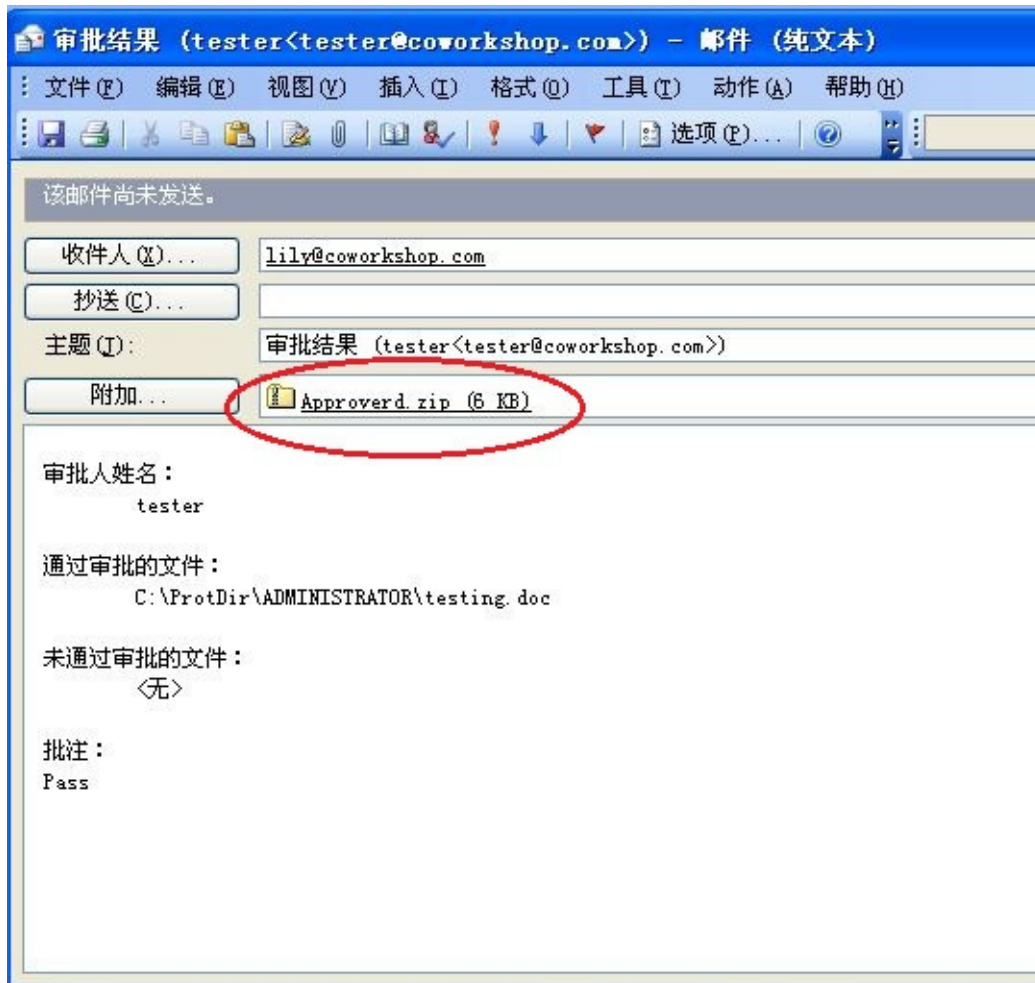 审批结果 (tester<tester@coworkshop.com>) - 邮件 (纯文本)
文件(F) 编辑(E) 视图(V) 插入(I) 格式(O) 工具(T) 动作(A) 帮助(H)
选项(P)...
该邮件尚未发送。
收件人(X)... lily@coworkshop.com
抄送(C)...
主题(J): 审批结果 (tester<tester@coworkshop.com>)
附加... Approverd.zip (6 KB)
审批人姓名：
tester
通过审批的文件：
C:\ProtDir\ADMINISTRATOR\testing.doc
未通过审批的文件：
<无>
批注：
Pass